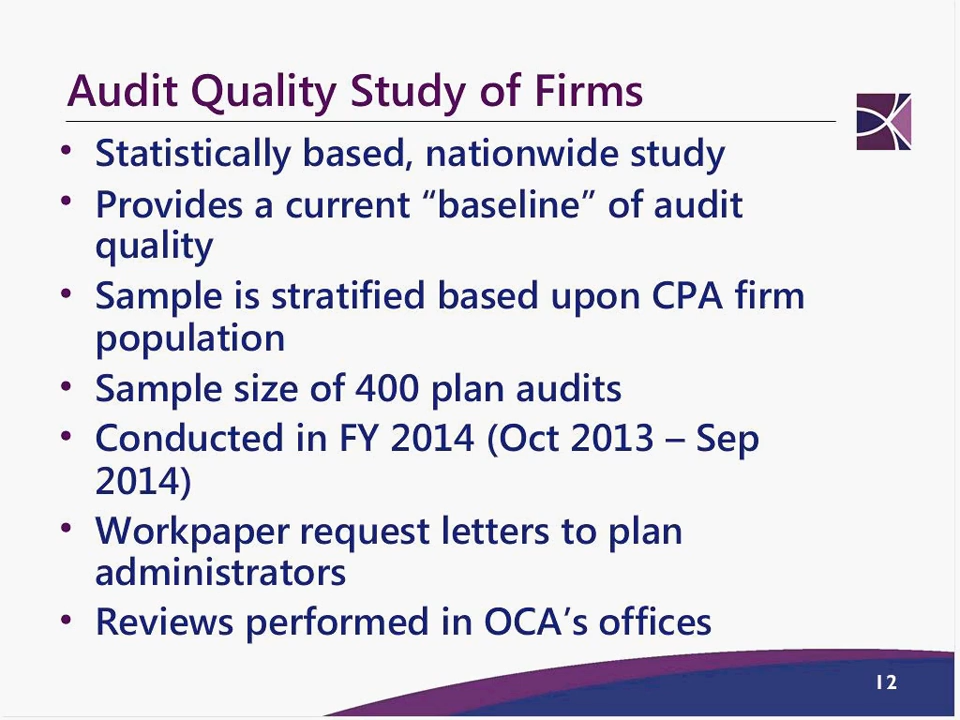 Audit Quality Study of Firms
• Statistically based, nationwide study
• Provides a current “baseline” of audit
quality
• Sample is stratified based upon CPA firm
population
• Sample size of 400 plan audits
• Conducted in FY 2014 (Oct 2013 – Sep
2014)
• Workpaper request letters to plan
administrators
• Reviews performed in OCA’s offices
12